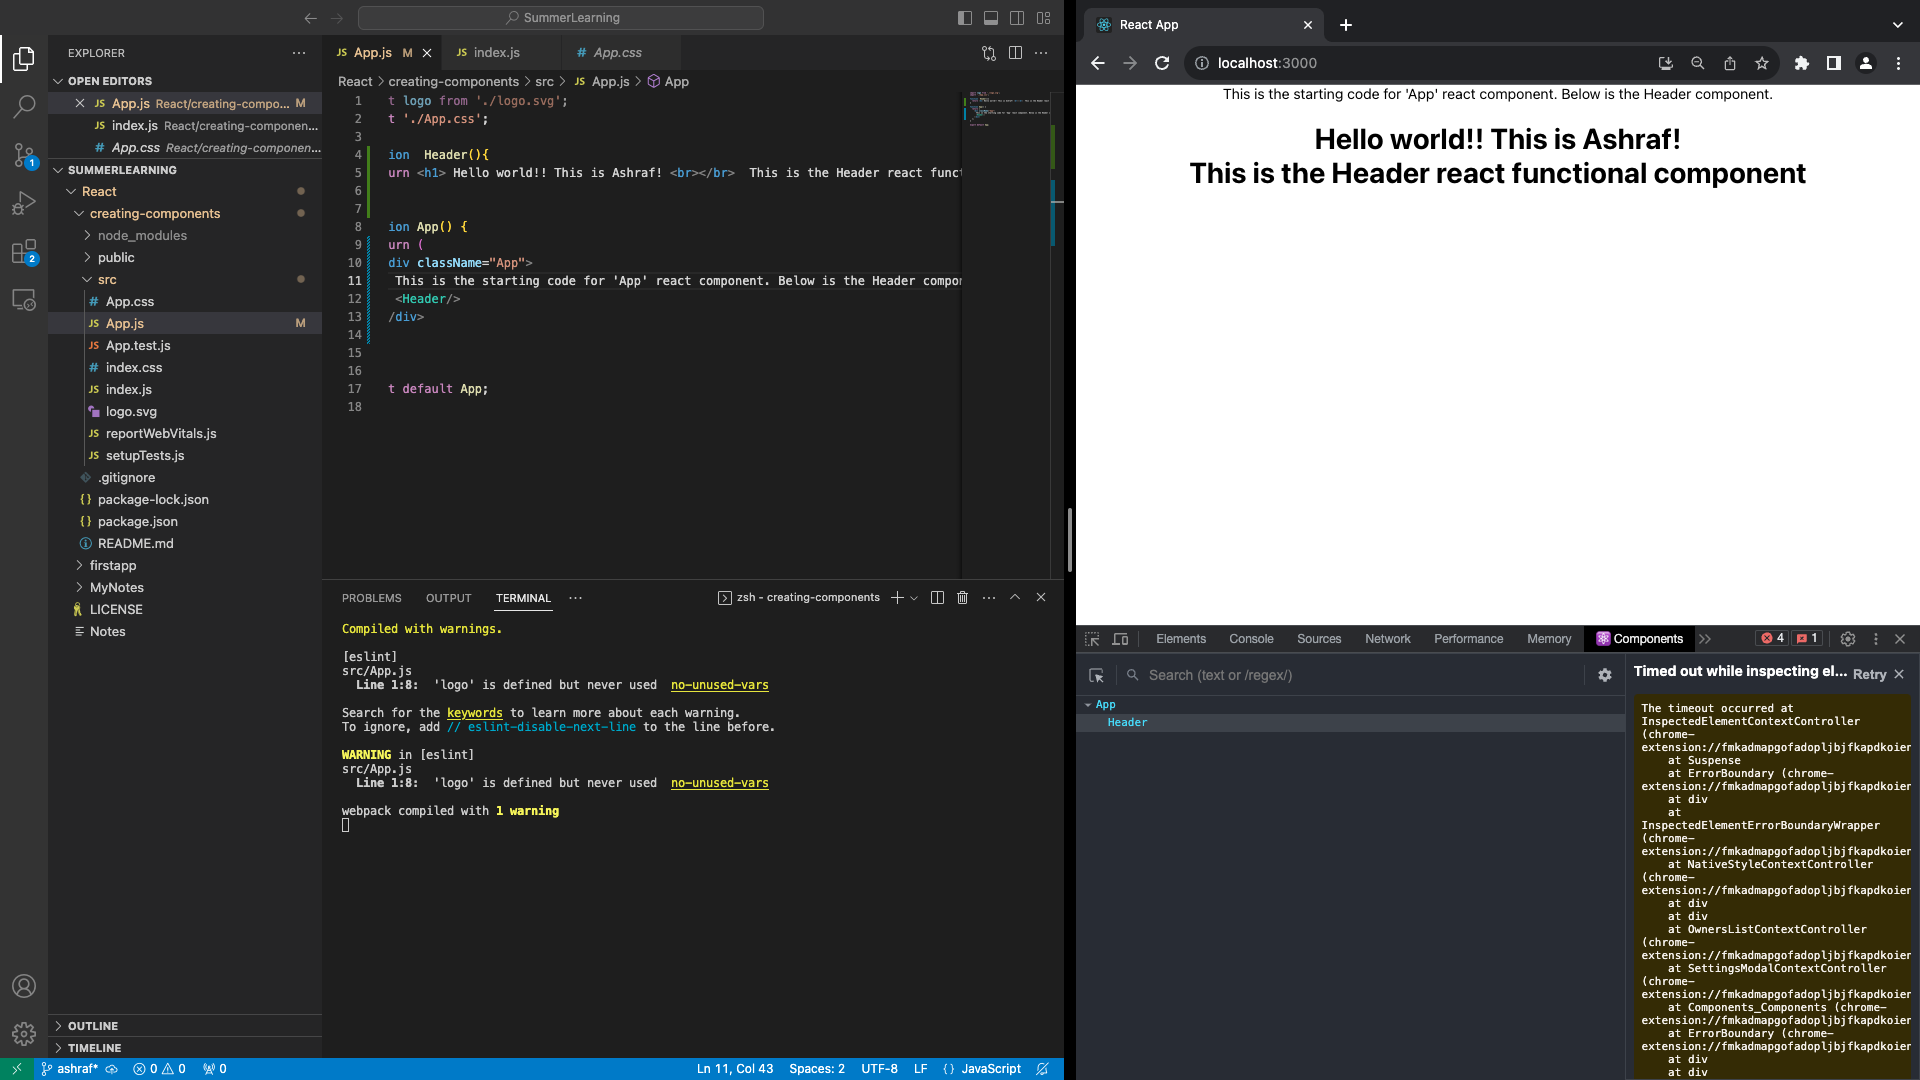 SummerLearning
EXPLORER
OPEN EDITORS
App.js React/creating-compo... M
index.js React/creating-componen...
App.css React/creating-componen...
SUMMERLEARNING
React
creating-components
node_modules
public
src
App.css
App.js M
App.test.js
index.css
index.js
logo.svg
reportWebVitals.js
setupTests.js
.gitignore
package-lock.json
package.json
README.md
firstapp
MyNotes
LICENSE
Notes
OUTLINE
TIMELINE
1
2
JS App.js M
JS index.js
# App.css
React > creating-components > src > JS App.js > App
1 t logo from './logo.svg';
2 t './App.css';
3
4 ion  Header(){
5 urn <h1> Hello world!! This is Ashraf! <br></br>  This is the Header react funct
6
7
8 ion App() {
9 urn (
10 div className="App">
11 This is the starting code for 'App' react component. Below is the Header compon
12 <Header/>
13 /div>
14
15
16
17 t default App;
18
PROBLEMS OUTPUT TERMINAL
zsh - creating-components
Compiled with warnings.
[eslint]
src/App.js
Line 1:8:  'logo' is defined but never used  no-unused-vars
Search for the keywords to learn more about each warning.
To ignore, add // eslint-disable-next-line to the line before.
WARNING in [eslint]
src/App.js
Line 1:8:  'logo' is defined but never used  no-unused-vars
webpack compiled with 1 warning
ashraf* 0 0 0
Ln 11, Col 43 Spaces: 2 UTF-8 LF {} JavaScript
React App
localhost:3000
This is the starting code for 'App' react component. Below is the Header component.
Hello world!! This is Ashraf!
This is the Header react functional component
Elements Console Sources Network Performance Memory Components 4 1
Search (text or /regex/)
App
Header
Timed out while inspecting el... Retry
The timeout occurred at
InspectedElementContextController
(chrome-
extension://fmkadmapgofadopljbjfkapdkoien
at Suspense
at ErrorBoundary (chrome-
extension://fmkadmapgofadopljbjfkapdkoien
at div
at
InspectedElementErrorBoundaryWrapper
(chrome-
extension://fmkadmapgofadopljbjfkapdkoien
at NativeStyleContextController
(chrome-
extension://fmkadmapgofadopljbjfkapdkoien
at div
at div
at OwnersListContextController
(chrome-
extension://fmkadmapgofadopljbjfkapdkoien
at SettingsModalContextController
(chrome-
extension://fmkadmapgofadopljbjfkapdkoien
at Components_Components (chrome-
extension://fmkadmapgofadopljbjfkapdkoien
at ErrorBoundary (chrome-
extension://fmkadmapgofadopljbjfkapdkoien
at div
at div